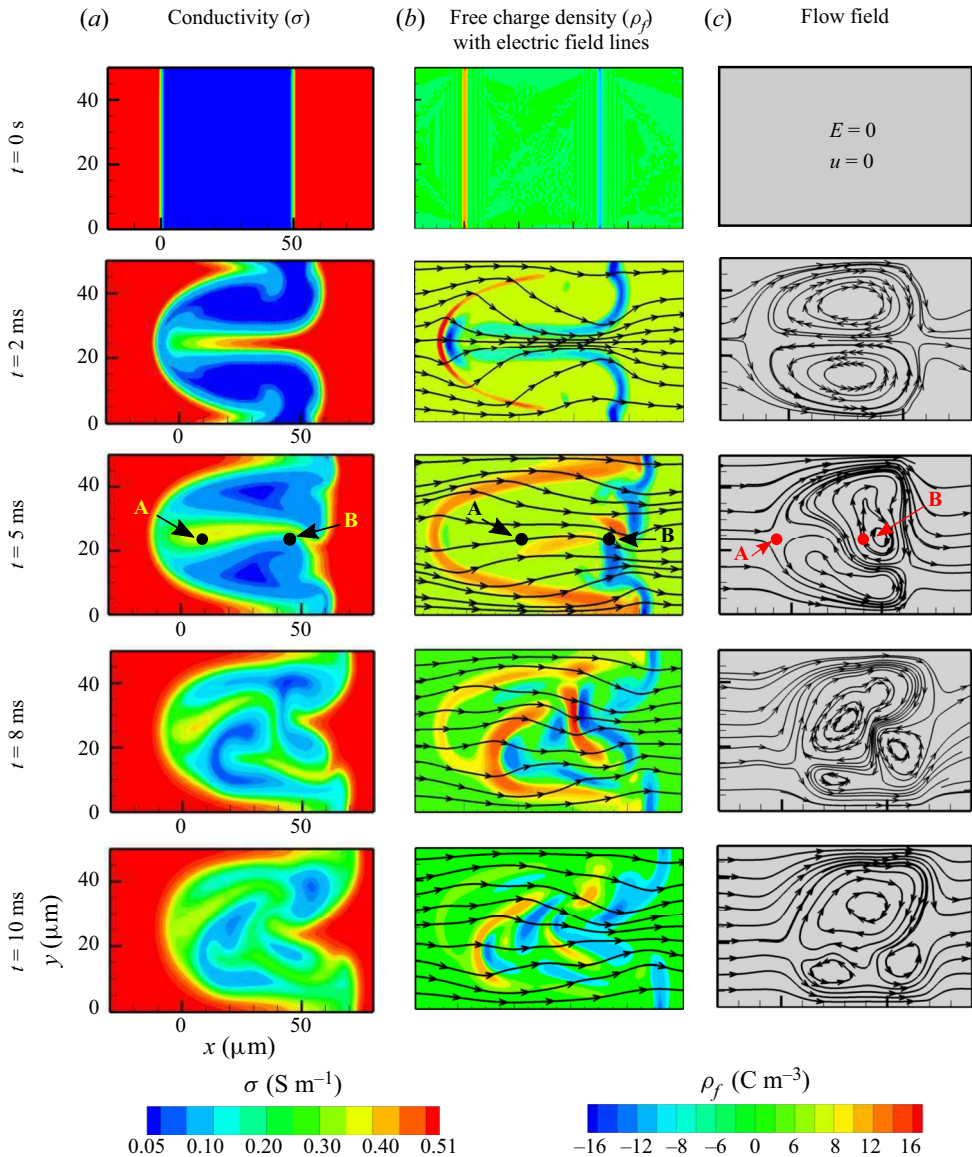 (a) Conductivity (σ) (b) Free charge density (ρf) (c) Flow field
with electric field lines
t = 0 s
40
20
0
0 50
E = 0
u = 0
t = 2 ms
40
20
0
0 50
t = 5 ms
40
20
0
0 50
A B
A B
A B
t = 8 ms
40
20
0
0 50
t = 10 ms
40
20
0
y (μm)
0 50
x (μm)
σ (S m–1) ρf (C m–3)
0.05 0.10 0.20 0.30 0.40 0.51 –16 –12 –8 –4 0 4 8 12 16